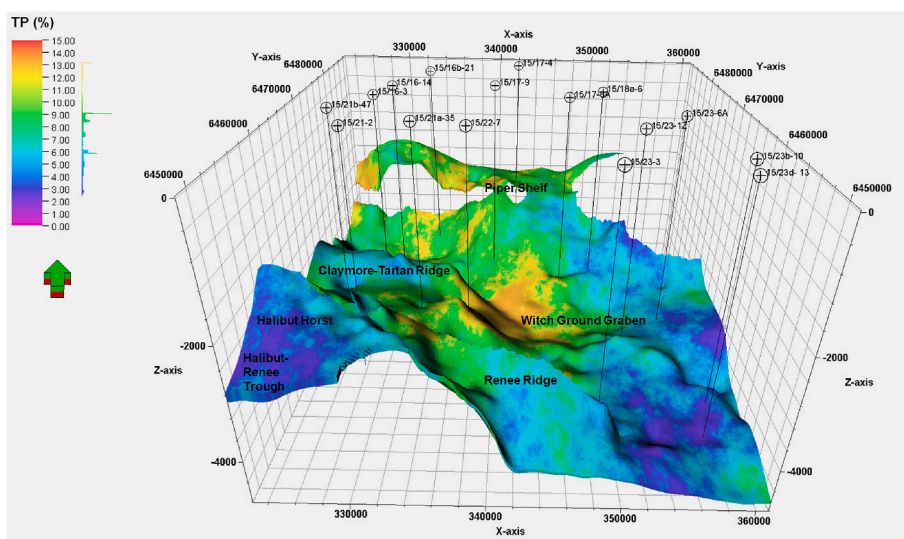 TP (%)
15.00
14.00
13.00
12.00
11.00
10.00
9.00
8.00
7.00
6.00
5.00
4.00
3.00
2.00
1.00
0.00
X-axis
330000
340000
350000
360000
Y-axis
6480000
6470000
6460000
6450000
Y-axis
6480000
6470000
6460000
6450000
15/16b-21
15/17-4
15/16-14
15/17-9
15/16-3
15/18a-6
15/21b-47
15/21-2
15/21a-35
15/22-7
15/23-12
15/23-6A
15/23-3
15/23b-10
15/23d- 13
0
0
Piper Shelf
Claymore-Tartan Ridge
Halibut Horst
Witch Ground Graben
-2000
-2000
Halibut-
Renee
Trough
Renee Ridge
Z-axis
Z-axis
-4000
-4000
330000
340000
350000
360000
X-axis